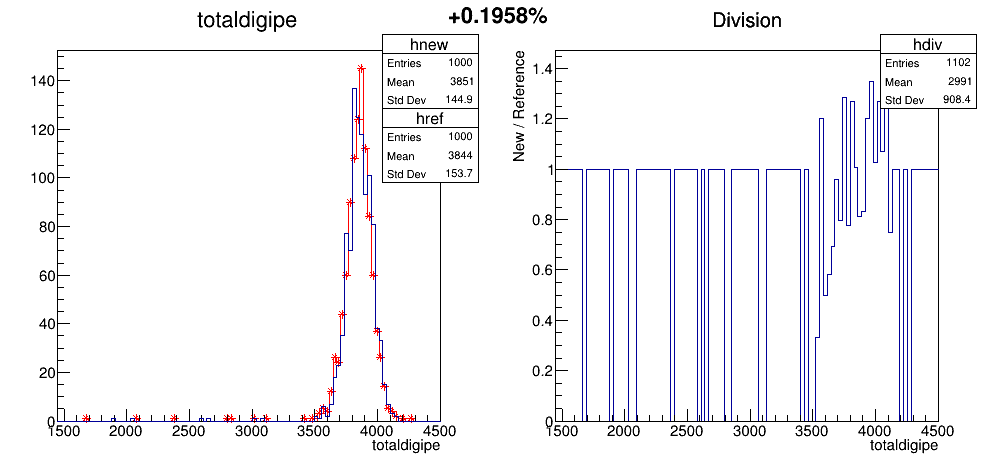 +0.1958%
totaldigipe
hnew
Entries 1000
Mean 3851
Std Dev 144.9
href
Entries 1000
Mean 3844
Std Dev 153.7
140
120
100
80
60
40
20
0
1500 2000 2500 3000 3500 4000 4500
totaldigipe
Division
hdiv
Entries 1102
Mean 2991
Std Dev 908.4
New / Reference
1.4
1.2
1
0.8
0.6
0.4
0.2
0
1500 2000 2500 3000 3500 4000 4500
totaldigipe